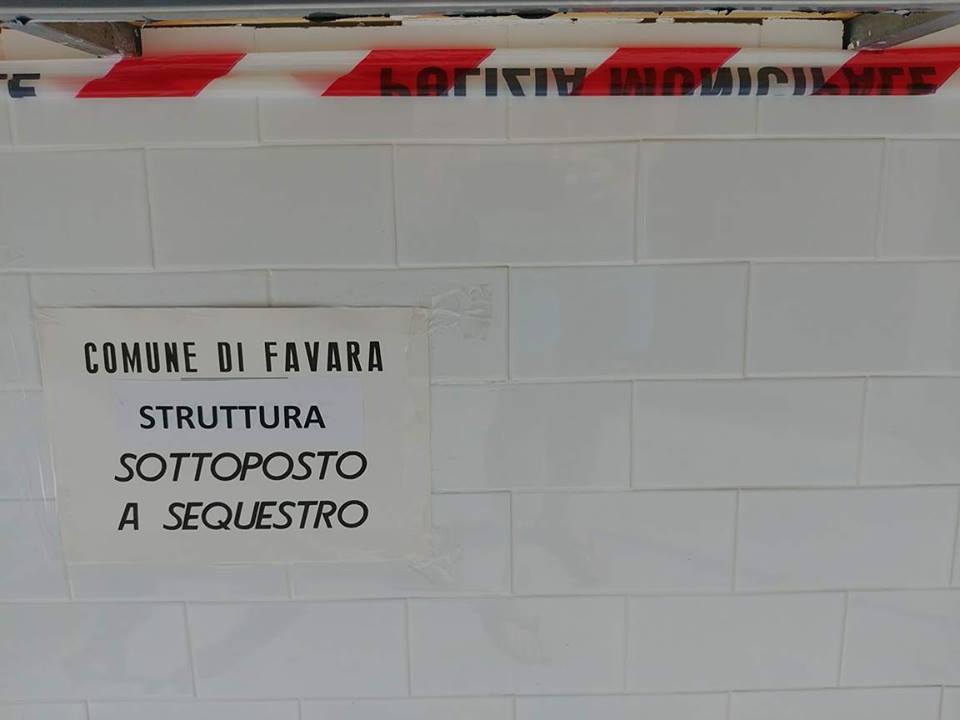 E POLIZIA MUNICIPALE
COMUNE DI FAVARA
STRUTTURA
SOTTOPOSTO
A SEQUESTRO